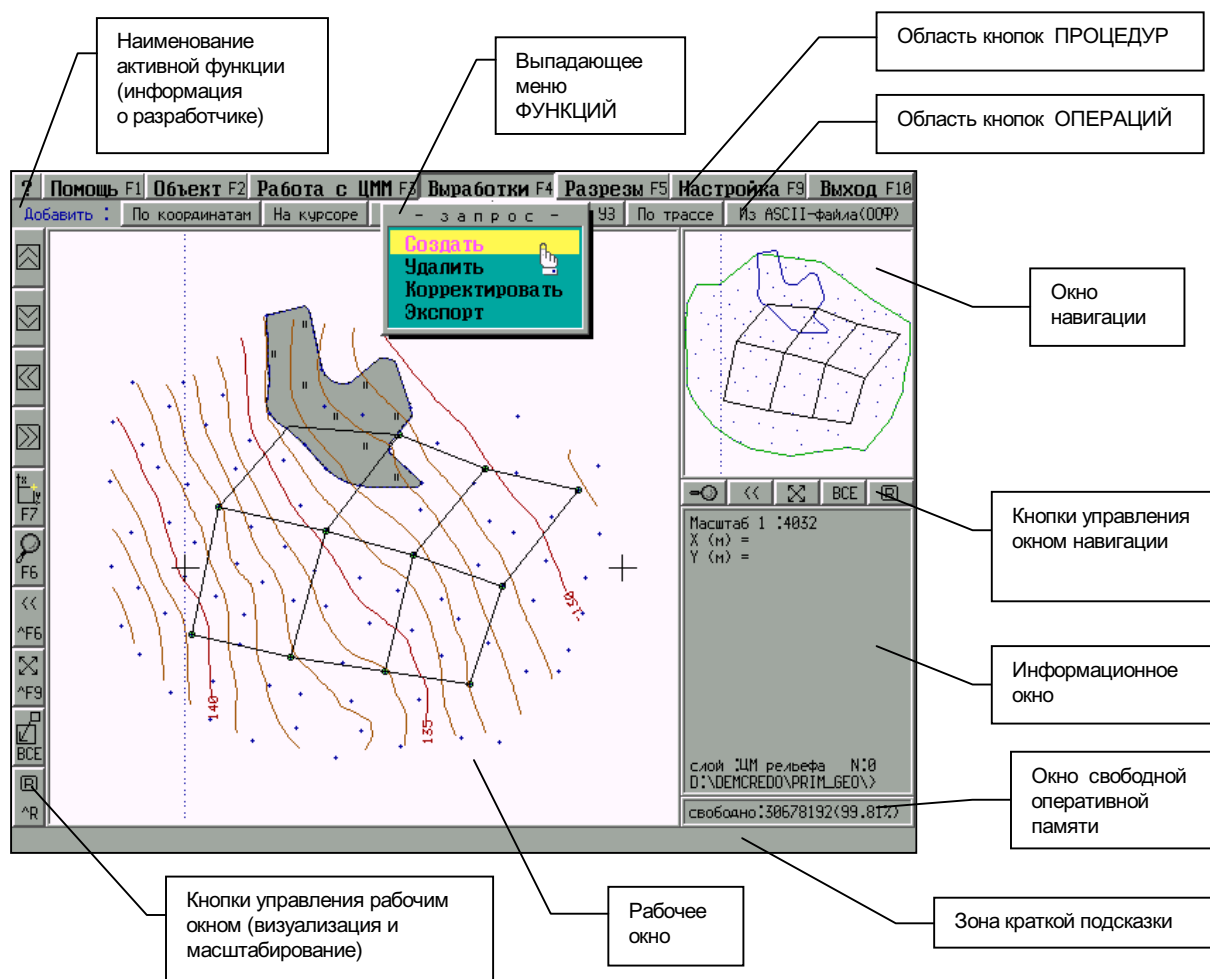 Наименование
активной функции
(информация
о разработчике)
Выпадающее
меню
ФУНКЦИЙ
Область кнопок ПРОЦЕДУР
Область кнопок ОПЕРАЦИЙ
? Помощь F1 Объект F2 Работа с ЦММ F3 Выработки F4 Разрезы F5 Настройка F9 Выход F10
Добавить : По координатам На курсоре УЗ По трассе Из ASCII-файла(ООФ)
- запрос -
Создать
Удалить
Корректировать
Экспорт
F7
F6
<<
^F6
^F9
ВСЕ
R
^R
140
135
130
<< ВСЕ R
Масштаб 1 :4032
X (м) =
Y (м) =
слой :ЦМ рельефа N:0
D:\DEMCREDO\PRIM_GEO\>
свободно:30678192(99.81%)
Окно
навигации
Кнопки управления
окном навигации
Информационное
окно
Окно свободной
оперативной
памяти
Кнопки управления рабочим
окном (визуализация и
масштабирование)
Рабочее
окно
Зона краткой подсказки